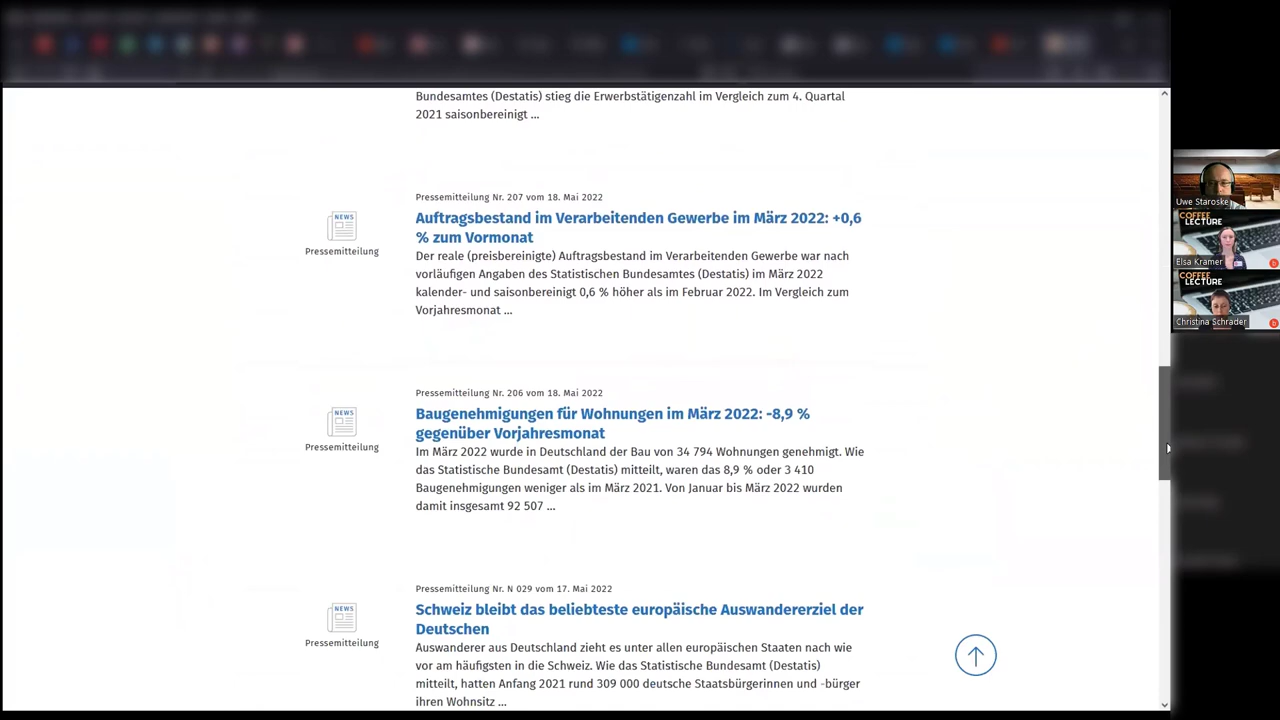 Bundesamtes (Destatis) stieg die Erwerbstätigenzahl im Vergleich zum 4. Quartal
2021 saisonbereinigt ...
Pressemitteilung Nr. 207 vom 18. Mai 2022
NEWS
Pressemitteilung
Auftragsbestand im Verarbeitenden Gewerbe im März 2022: +0,6
% zum Vormonat
Der reale (preisbereinigte) Auftragsbestand im Verarbeitenden Gewerbe war nach
vorläufigen Angaben des Statistischen Bundesamtes (Destatis) im März 2022
kalender- und saisonbereinigt 0,6 % höher als im Februar 2022. Im Vergleich zum
Vorjahresmonat ...
Pressemitteilung Nr. 206 vom 18. Mai 2022
NEWS
Pressemitteilung
Baugenehmigungen für Wohnungen im März 2022: -8,9 %
gegenüber Vorjahresmonat
Im März 2022 wurde in Deutschland der Bau von 34 794 Wohnungen genehmigt. Wie
das Statistische Bundesamt (Destatis) mitteilt, waren das 8,9 % oder 3 410
Baugenehmigungen weniger als im März 2021. Von Januar bis März 2022 wurden
damit insgesamt 92 507 ...
Pressemitteilung Nr. N 029 vom 17. Mai 2022
NEWS
Pressemitteilung
Schweiz bleibt das beliebteste europäische Auswandererziel der
Deutschen
Auswanderer aus Deutschland zieht es unter allen europäischen Staaten nach wie
vor am häufigsten in die Schweiz. Wie das Statistische Bundesamt (Destatis)
mitteilt, hatten Anfang 2021 rund 309 000 deutsche Staatsbürgerinnen und -bürger
ihren Wohnsitz ...
Uwe Staroske
COFFEE
LECTURE
Elsa Krämer
COFFEE
LECTURE
Christina Schrader